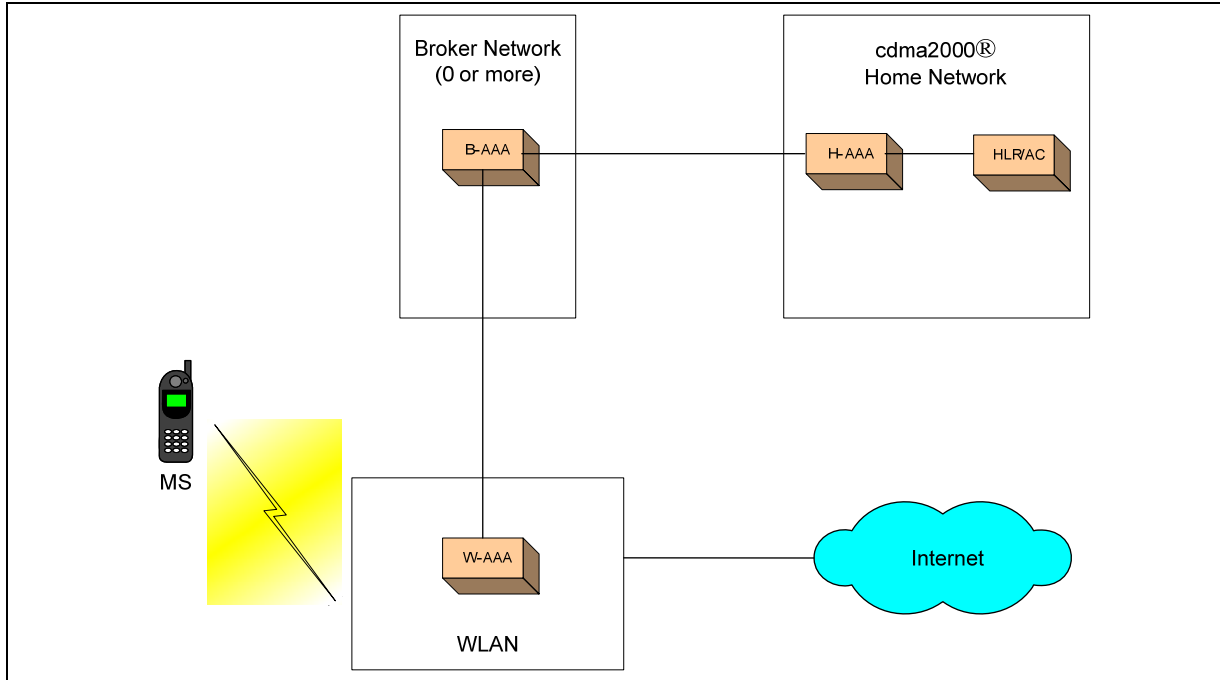 Broker Network
(0 or more)
cdma2000®
Home Network
B-AAA
H-AAA
HLR/AC
MS
W-AAA
Internet
WLAN